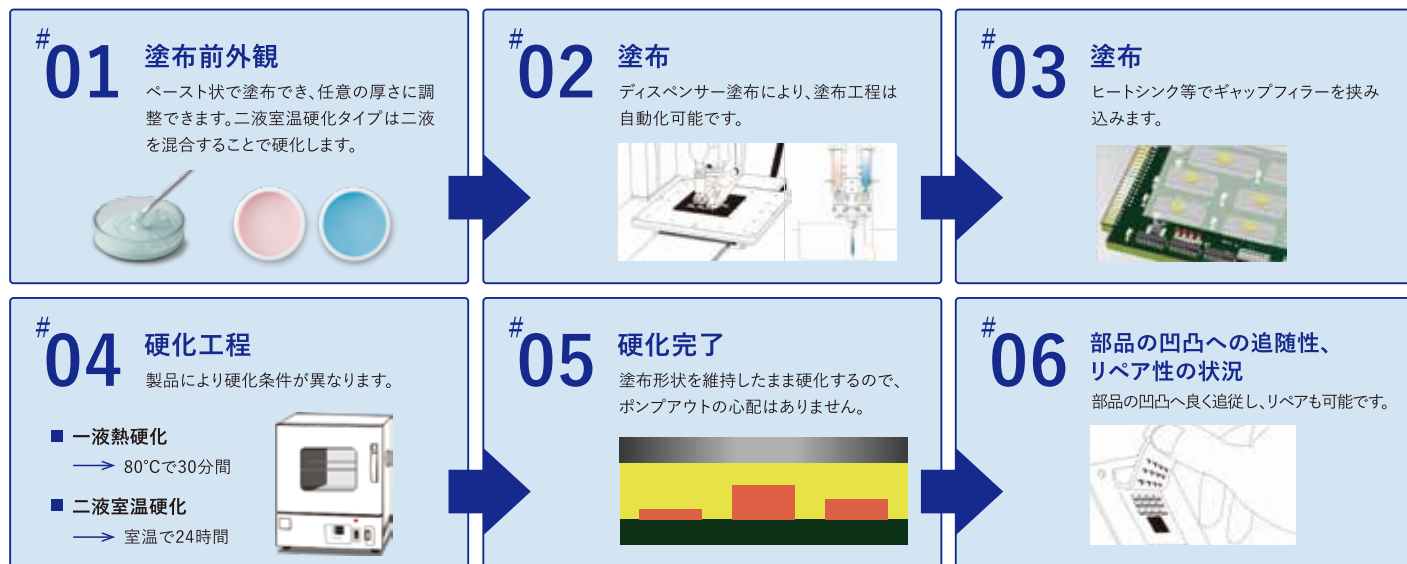 #01
塗布前外観
ペースト状で塗布でき、任意の厚さに調
整できます。二液室温硬化タイプは二液
を混合することで硬化します。
#02
塗布
ディスペンサー塗布により、塗布工程は
自動化可能です。
#03
塗布
ヒートシンク等でギャップフィラーを挟み
込みます。
#04
硬化工程
製品により硬化条件が異なります。
■ 一液熱硬化
→ 80℃で30分間
■ 二液室温硬化
→ 室温で24時間
#05
硬化完了
塗布形状を維持したまま硬化するので、
ポンプアウトの心配はありません。
#06
部品の凹凸への追随性、
リペア性の状況
部品の凹凸へ良く追従し、リペアも可能です。